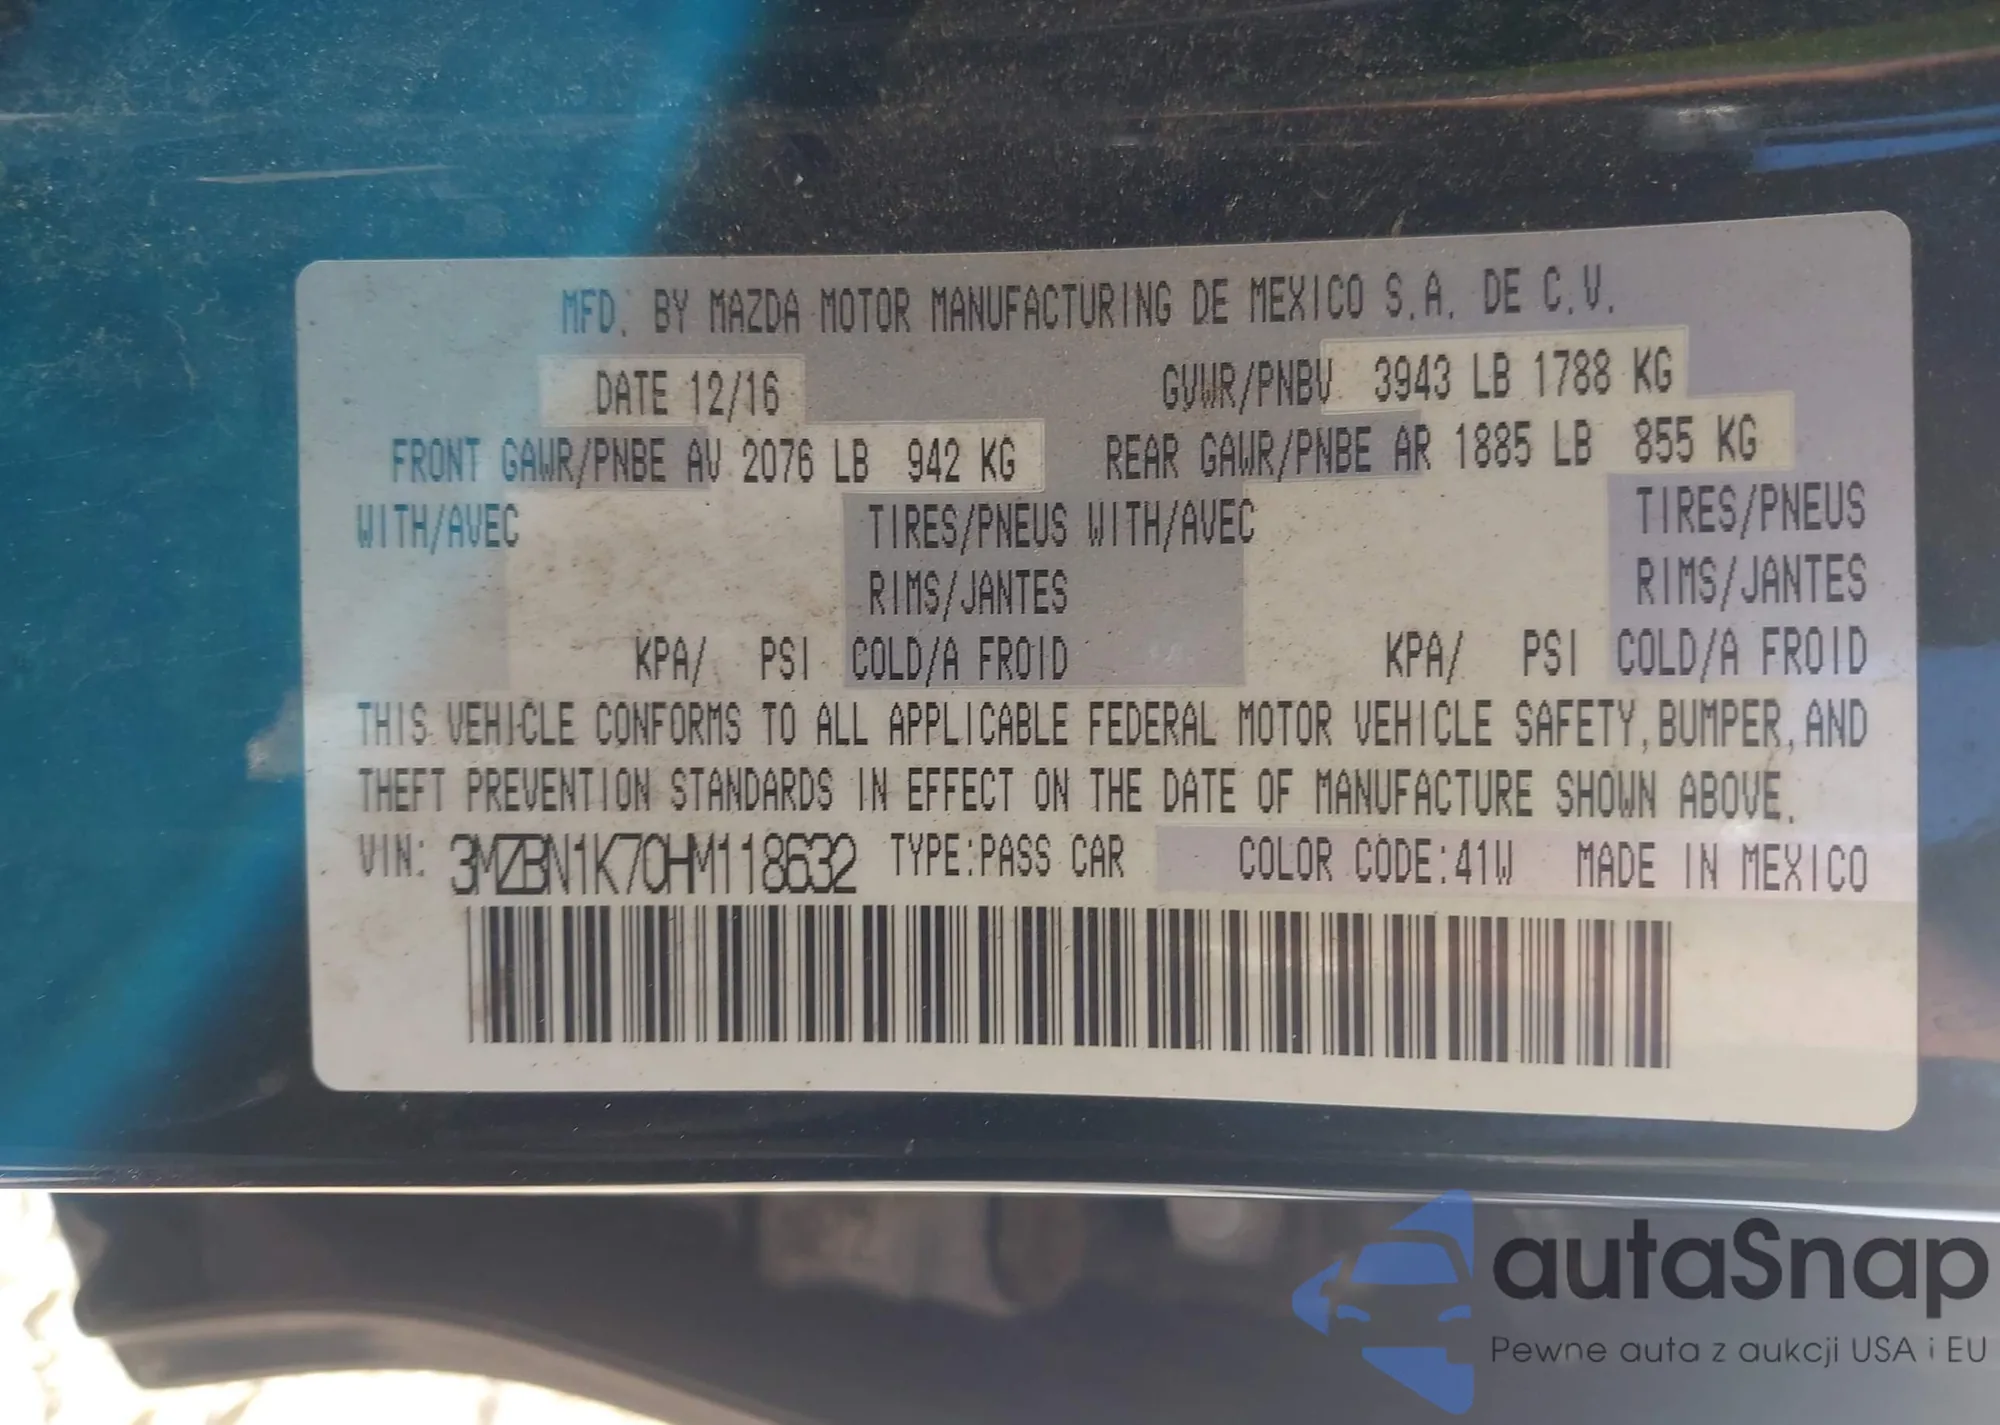 MFD. BY MAZDA MOTOR MANUFACTURING DE MEXICO S.A. DE C.V.
DATE 12/16 GVWR/PNBV 3943 LB 1788 KG
FRONT GAWR/PNBE AV 2076 LB 942 KG REAR GAWR/PNBE AR 1885 LB 855 KG
WITH/AVEC TIRES/PNEUS WITH/AVEC TIRES/PNEUS
RIMS/JANTES RIMS/JANTES
KPA/ PSI COLD/A FROID KPA/ PSI COLD/A FROID
THIS VEHICLE CONFORMS TO ALL APPLICABLE FEDERAL MOTOR VEHICLE SAFETY, BUMPER, AND
THEFT PREVENTION STANDARDS IN EFFECT ON THE DATE OF MANUFACTURE SHOWN ABOVE.
VIN: 3MZBN1K70HM118632 TYPE:PASS CAR COLOR CODE:41W MADE IN MEXICO
autaSnap
Pewne auta z aukcji USA i EU